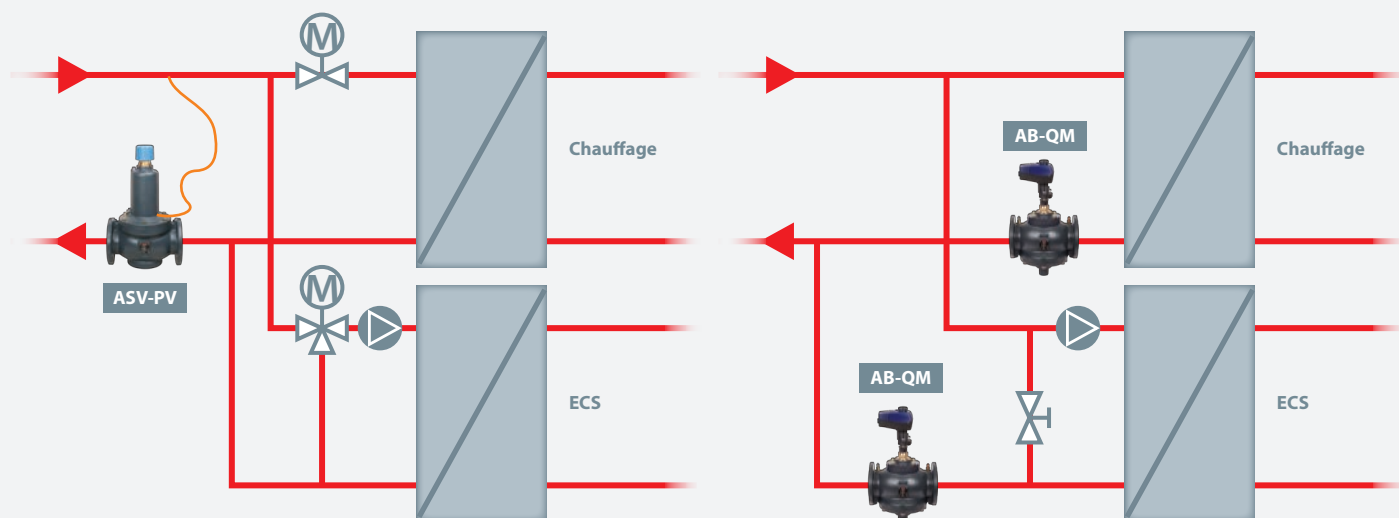 M
Chauffage
ASV-PV
M
ECS
AB-QM
Chauffage
AB-QM
ECS